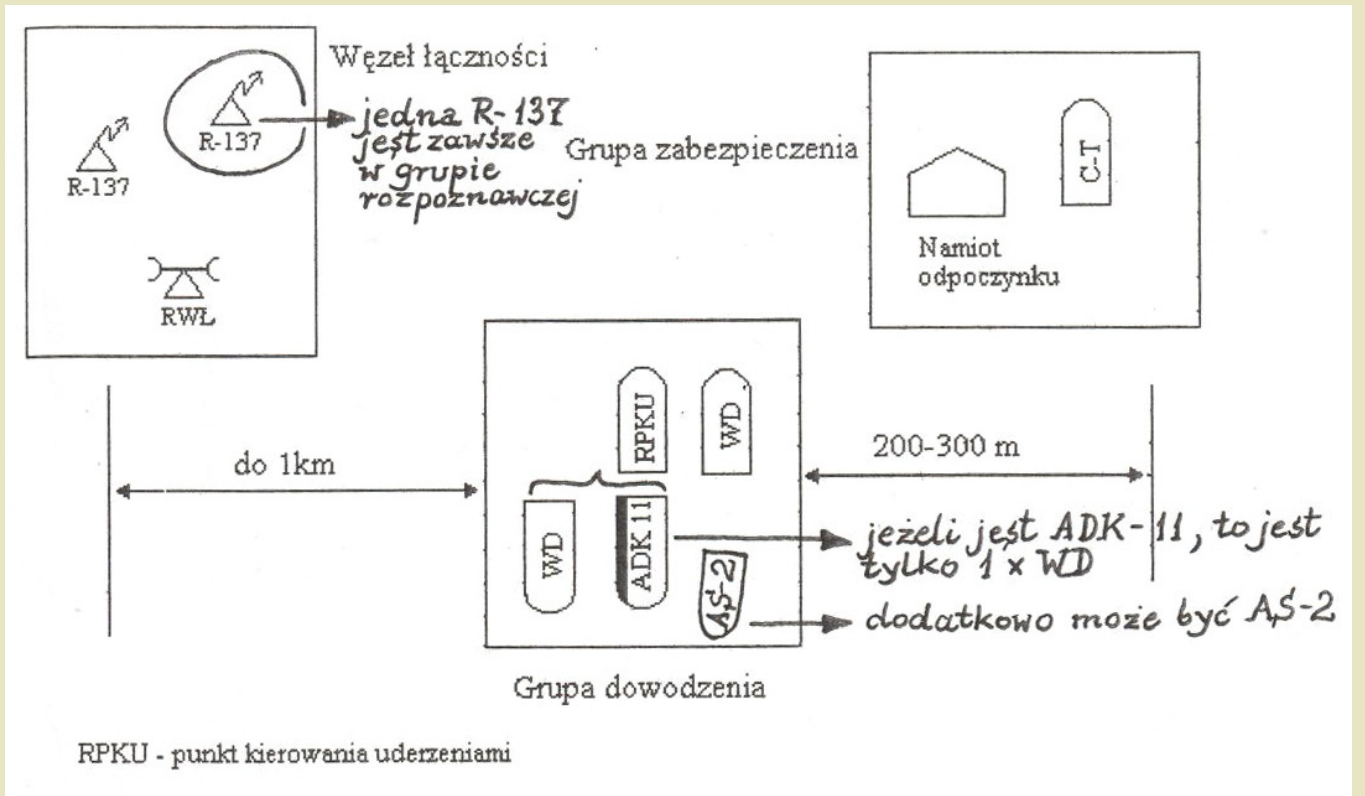 Węzeł łączności
R-137
R-137
RWŁ
jedna R-137
jest zawsze
w grupie
rozpoznawczej
Grupa zabezpieczenia
C-T
Namiot
odpoczynku
do 1km
RPKU
WD
WD
ADK 11
AŚ-2
200-300 m
jeżeli jest ADK-11, to jest
tylko 1 x WD
dodatkowo może być AŚ-2
Grupa dowodzenia
RPKU - punkt kierowania uderzeniami